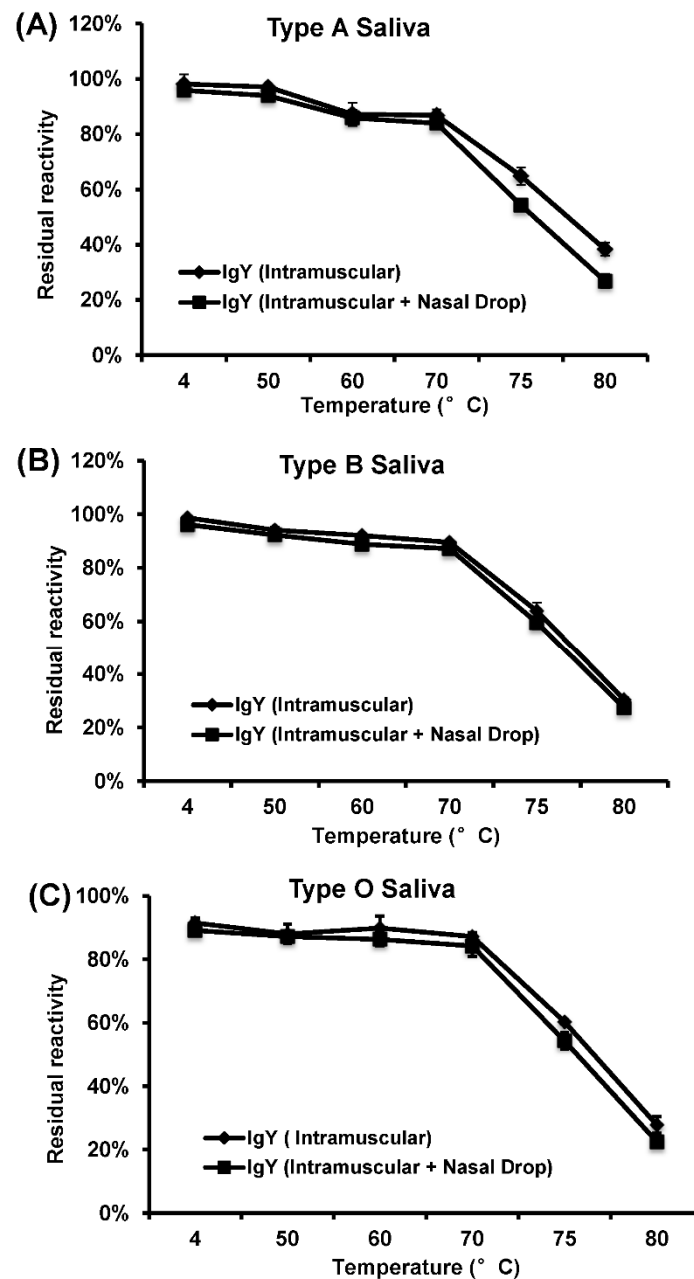 (A)
Type A Saliva
120%
100%
80%
60%
40%
20%
0%
Residual reactivity
IgY (Intramuscular)
IgY (Intramuscular + Nasal Drop)
4 50 60 70 75 80
Temperature (° C)
(B)
Type B Saliva
120%
100%
80%
60%
40%
20%
0%
Residual reactivity
IgY (Intramuscular)
IgY (Intramuscular + Nasal Drop)
4 50 60 70 75 80
Temperature (° C)
(C)
Type O Saliva
100%
80%
60%
40%
20%
0%
Residual reactivity
IgY ( Intramuscular)
IgY (Intramuscular + Nasal Drop)
4 50 60 70 75 80
Temperature (° C)